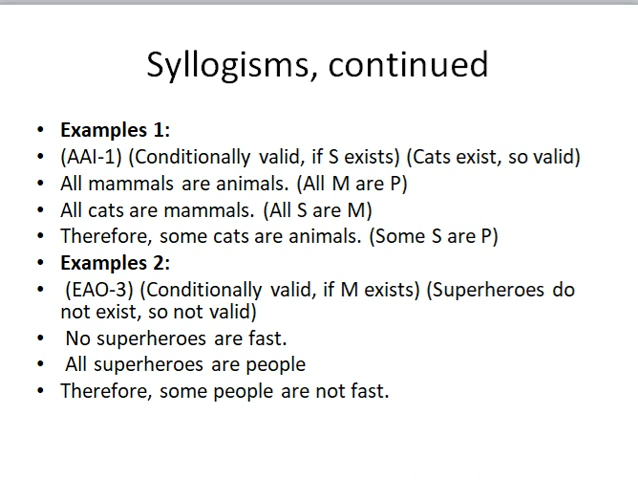 Syllogisms, continued
• Examples 1:
• (AAI-1) (Conditionally valid, if S exists) (Cats exist, so valid)
• All mammals are animals. (All M are P)
• All cats are mammals. (All S are M)
• Therefore, some cats are animals. (Some S are P)
• Examples 2:
• (EAO-3) (Conditionally valid, if M exists) (Superheroes do
not exist, so not valid)
• No superheroes are fast.
• All superheroes are people
• Therefore, some people are not fast.